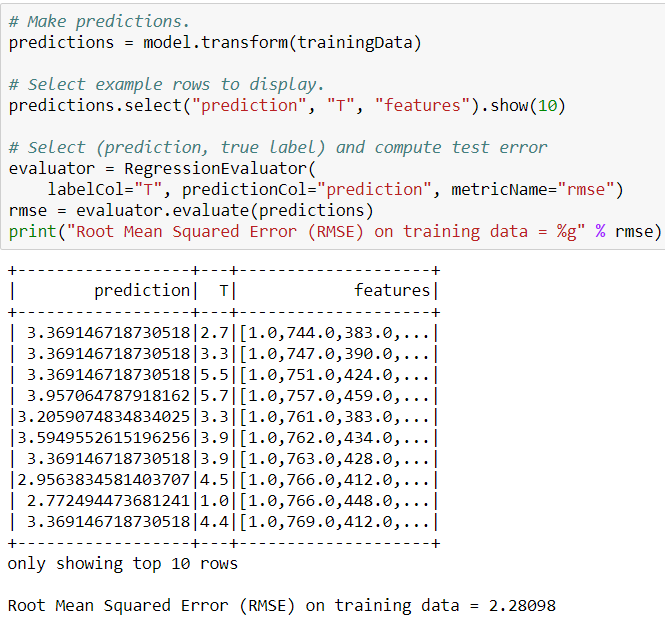 # Make predictions.
predictions = model.transform(trainingData)
# Select example rows to display.
predictions.select("prediction", "T", "features").show(10)
# Select (prediction, true label) and compute test error
evaluator = RegressionEvaluator(
    labelCol="T", predictionCol="prediction", metricName="rmse")
rmse = evaluator.evaluate(predictions)
print("Root Mean Squared Error (RMSE) on training data = %g" % rmse)
+------------------+---+--------------------+
|        prediction|  T|            features|
+------------------+---+--------------------+
| 3.369146718730518|2.7|[1.0,744.0,383.0,...|
| 3.369146718730518|3.3|[1.0,747.0,390.0,...|
| 3.369146718730518|5.5|[1.0,751.0,424.0,...|
| 3.957064787918162|5.7|[1.0,757.0,459.0,...|
|3.2059074834834025|3.3|[1.0,761.0,383.0,...|
|3.5949552615196256|3.9|[1.0,762.0,434.0,...|
| 3.369146718730518|3.9|[1.0,763.0,428.0,...|
|2.9563834581403707|4.5|[1.0,766.0,412.0,...|
| 2.772494473681241|1.0|[1.0,766.0,448.0,...|
| 3.369146718730518|4.4|[1.0,769.0,412.0,...|
+------------------+---+--------------------+
only showing top 10 rows
Root Mean Squared Error (RMSE) on training data = 2.28098